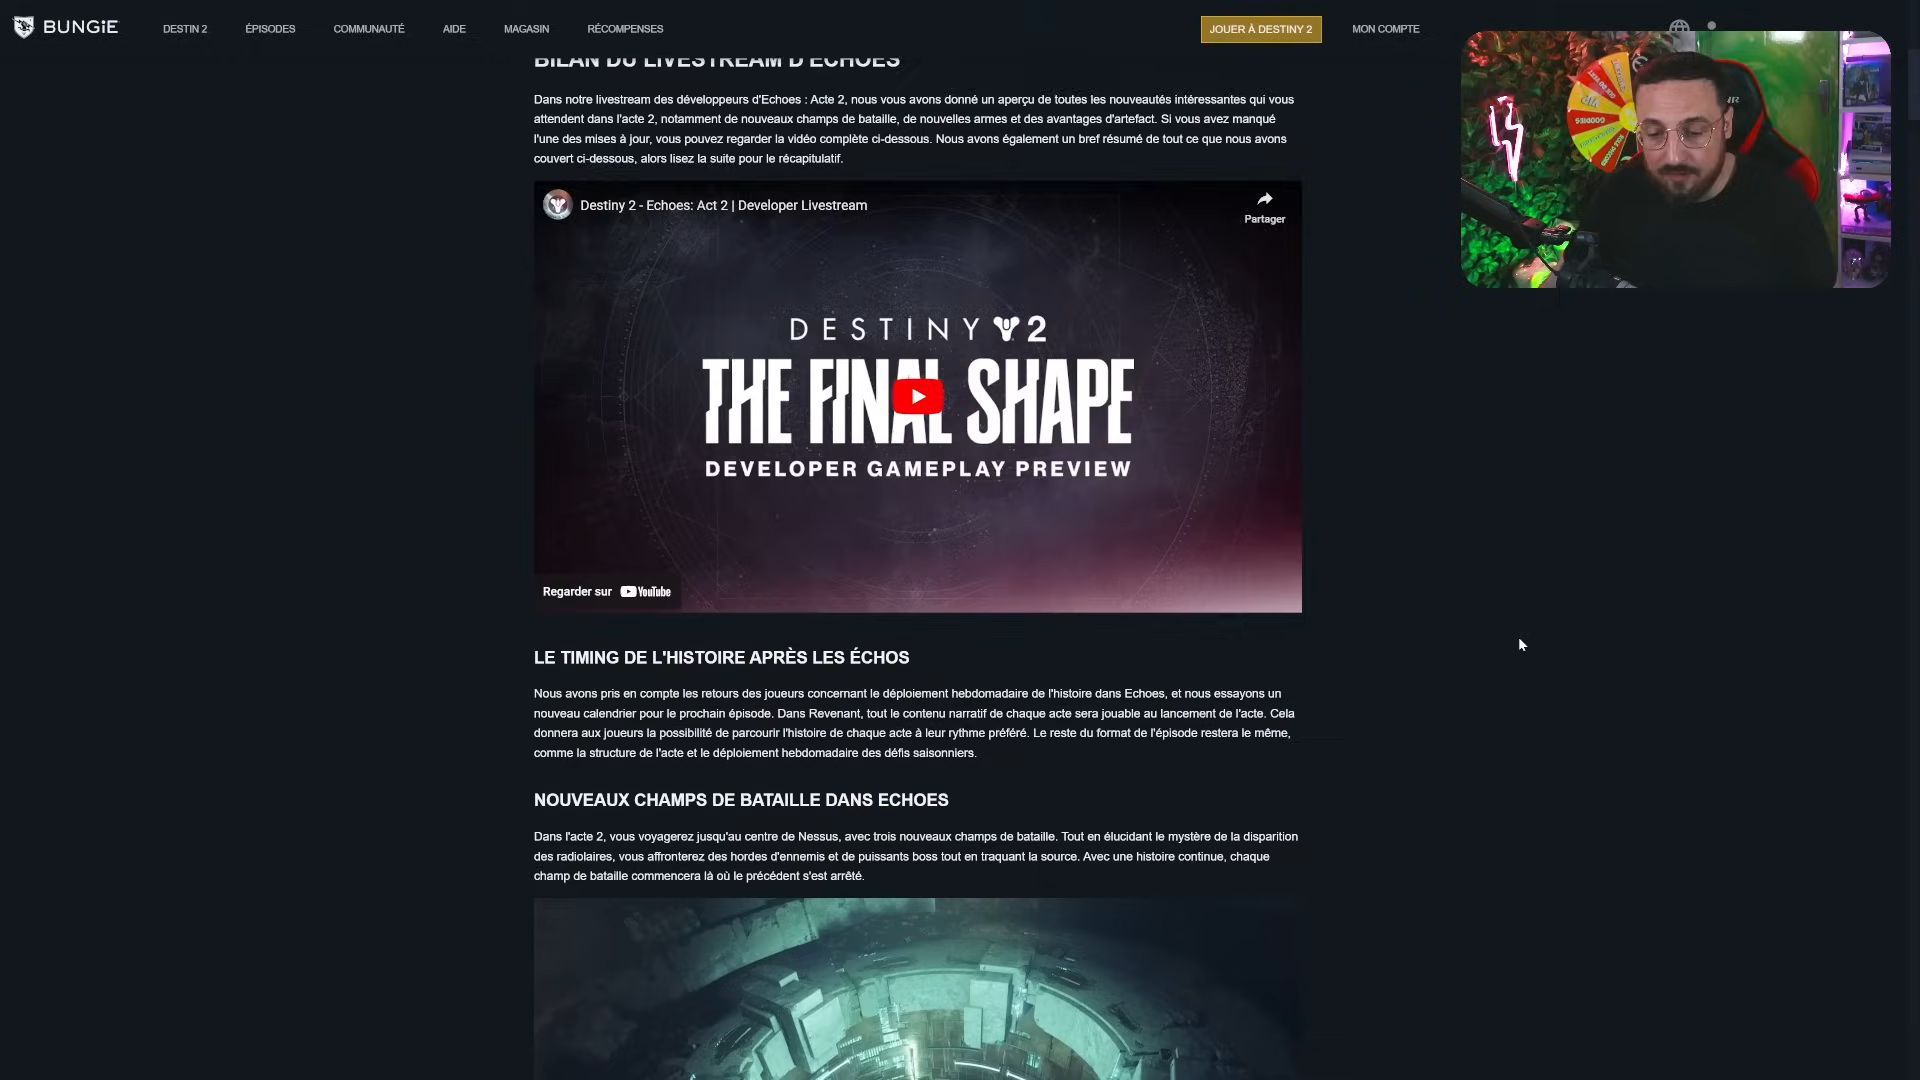 BUNGiE
DESTIN 2
ÉPISODES
COMMUNAUTÉ
AIDE
MAGASIN
RÉCOMPENSES
JOUER À DESTINY 2
MON COMPTE
BILAN DU LIVESTREAM D'ECHOES
Dans notre livestream des développeurs d'Echoes : Acte 2, nous vous avons donné un aperçu de toutes les nouveautés intéressantes qui vous
attendent dans l'acte 2, notamment de nouveaux champs de bataille, de nouvelles armes et des avantages d'artefact. Si vous avez manqué
l'une des mises à jour, vous pouvez regarder la vidéo complète ci-dessous. Nous avons également un bref résumé de tout ce que nous avons
couvert ci-dessous, alors lisez la suite pour le récapitulatif.
Destiny 2 - Echoes: Act 2 | Developer Livestream
Partager
DESTINY 2
THE FINAL SHAPE
DEVELOPER GAMEPLAY PREVIEW
Regarder sur YouTube
LE TIMING DE L'HISTOIRE APRÈS LES ÉCHOS
Nous avons pris en compte les retours des joueurs concernant le déploiement hebdomadaire de l'histoire dans Echoes, et nous essayons un
nouveau calendrier pour le prochain épisode. Dans Revenant, tout le contenu narratif de chaque acte sera jouable au lancement de l'acte. Cela
donnera aux joueurs la possibilité de parcourir l'histoire de chaque acte à leur rythme préféré. Le reste du format de l'épisode restera le même,
comme la structure de l'acte et le déploiement hebdomadaire des défis saisonniers.
NOUVEAUX CHAMPS DE BATAILLE DANS ECHOES
Dans l'acte 2, vous voyagerez jusqu'au centre de Nessus, avec trois nouveaux champs de bataille. Tout en élucidant le mystère de la disparition
des radiolaires, vous affronterez des hordes d'ennemis et de puissants boss tout en traquant la source. Avec une histoire continue, chaque
champ de bataille commencera là où le précédent s'est arrêté.
VIP
GOODIES